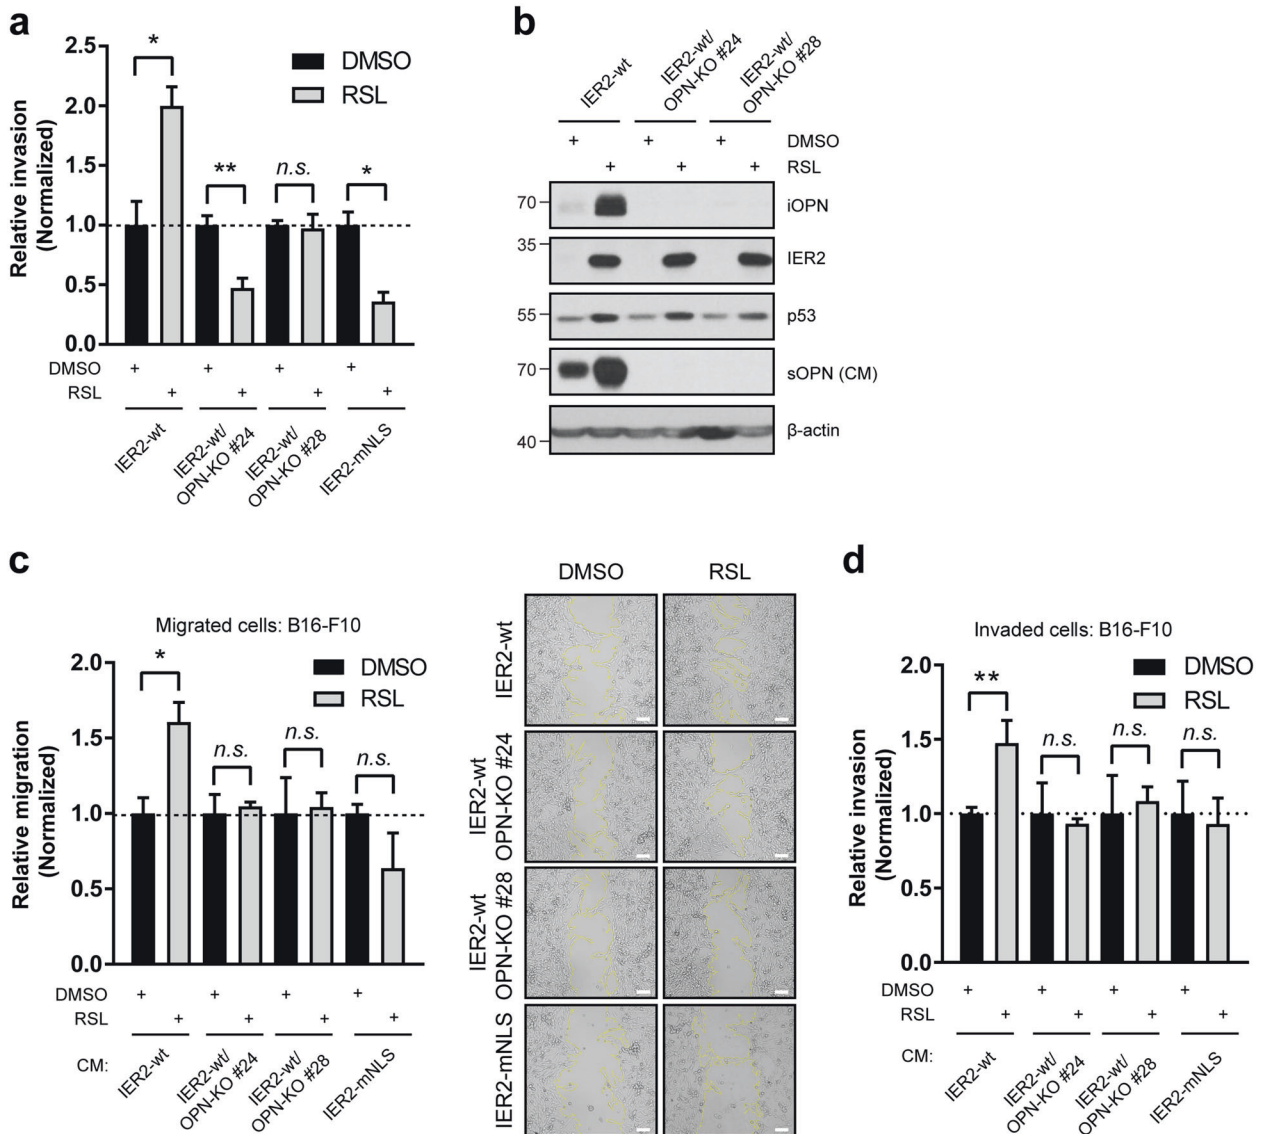 a
2.5
2.0
1.5
1.0
0.5
0.0
Relative invasion
(Normalized)
DMSO
RSL
*
**
n.s.
*
DMSO + + + +
RSL + + + +
IER2-wt
IER2-wt/
OPN-KO #24
IER2-wt/
OPN-KO #28
IER2-mNLS
b
IER2-wt
IER2-wt/
OPN-KO #24
IER2-wt/
OPN-KO #28
+ + + DMSO
+ + + RSL
70 iOPN
35 IER2
55 p53
70 sOPN (CM)
40 β-actin
c
Migrated cells: B16-F10
2.0
1.5
1.0
0.5
0.0
Relative migration
(Normalized)
DMSO
RSL
*
n.s.
n.s.
n.s.
DMSO + + + +
RSL + + + +
CM:
IER2-wt
IER2-wt/
OPN-KO #24
IER2-wt/
OPN-KO #28
IER2-mNLS
DMSO RSL
IER2-wt
IER2-wt
OPN-KO #24
IER2-wt
OPN-KO #28
IER2-mNLS
d
Invaded cells: B16-F10
2.0
1.5
1.0
0.5
0.0
Relative invasion
(Normalized)
DMSO
RSL
**
n.s.
n.s.
n.s.
DMSO + + + +
RSL + + + +
CM:
IER2-wt
IER2-wt/
OPN-KO #24
IER2-wt/
OPN-KO #28
IER2-mNLS